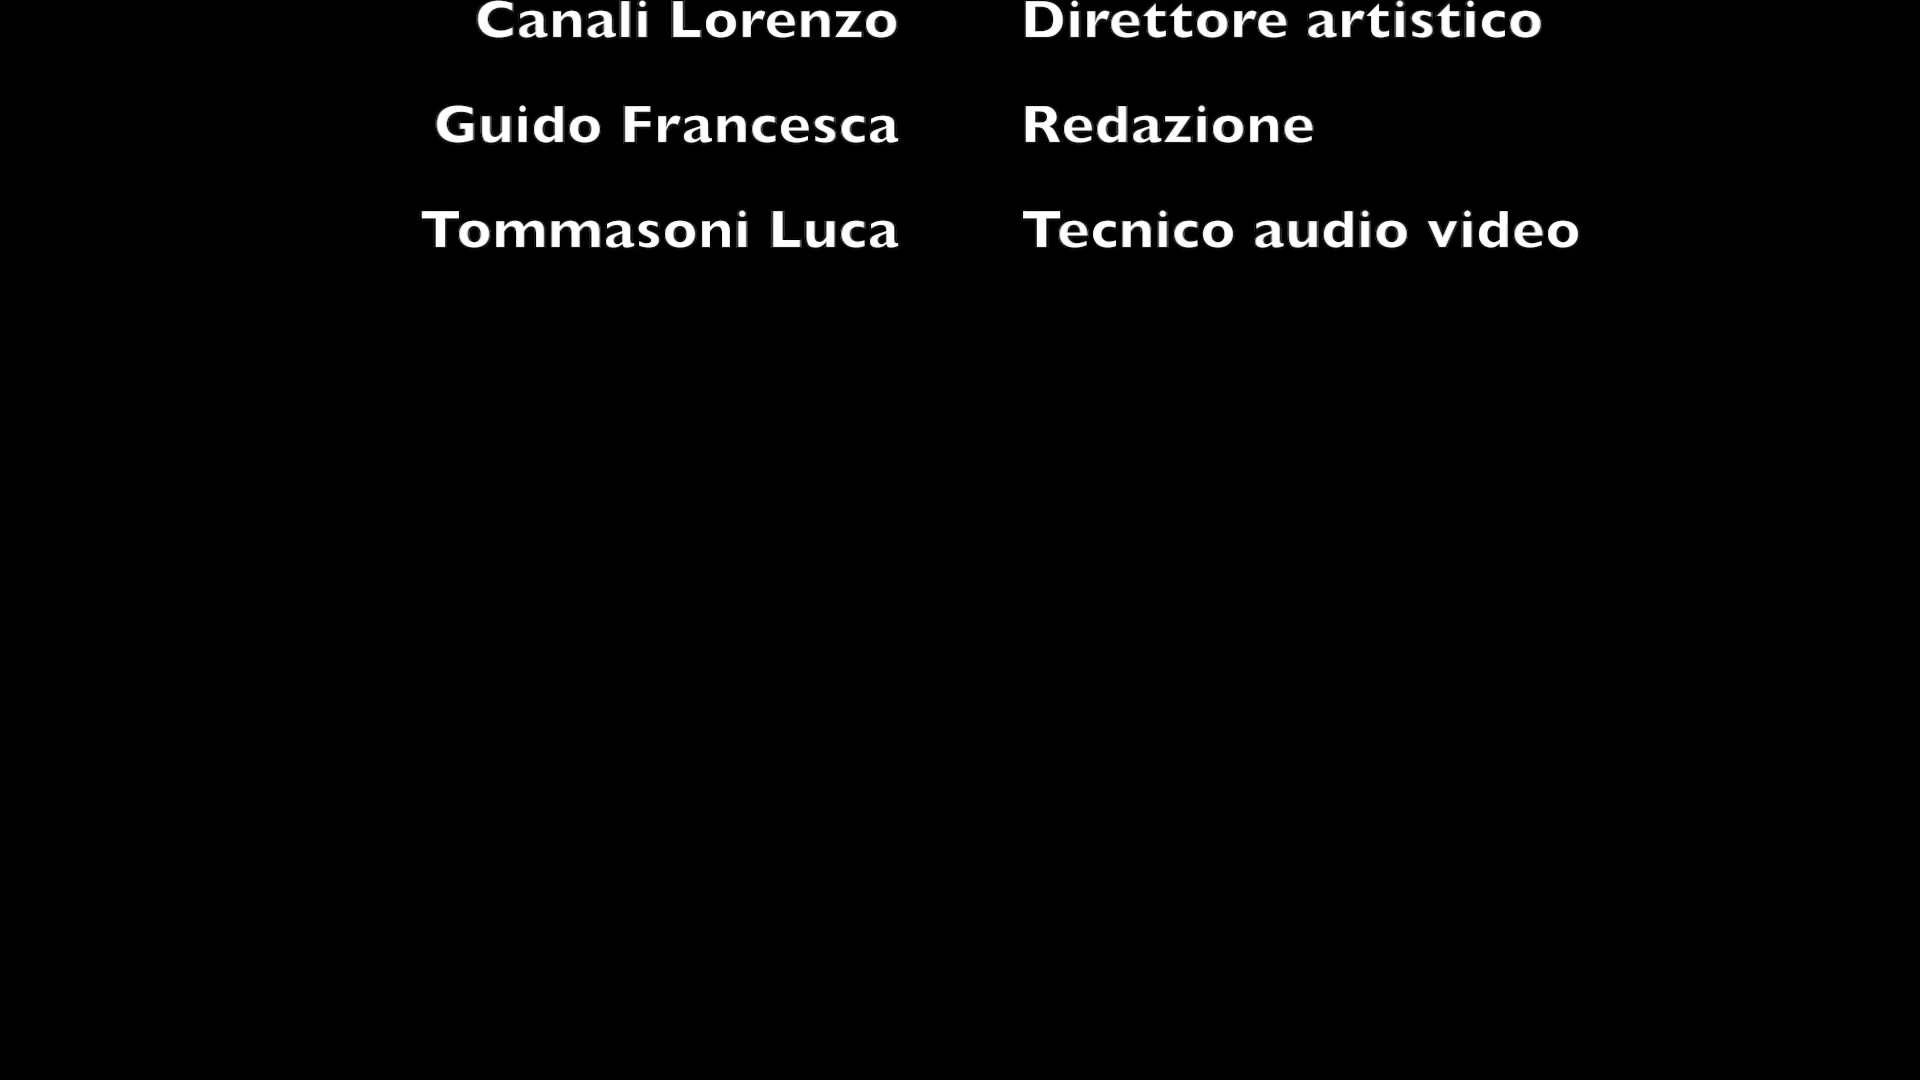 Canali Lorenzo Direttore artistico
Guido Francesca Redazione
Tommasoni Luca Tecnico audio video